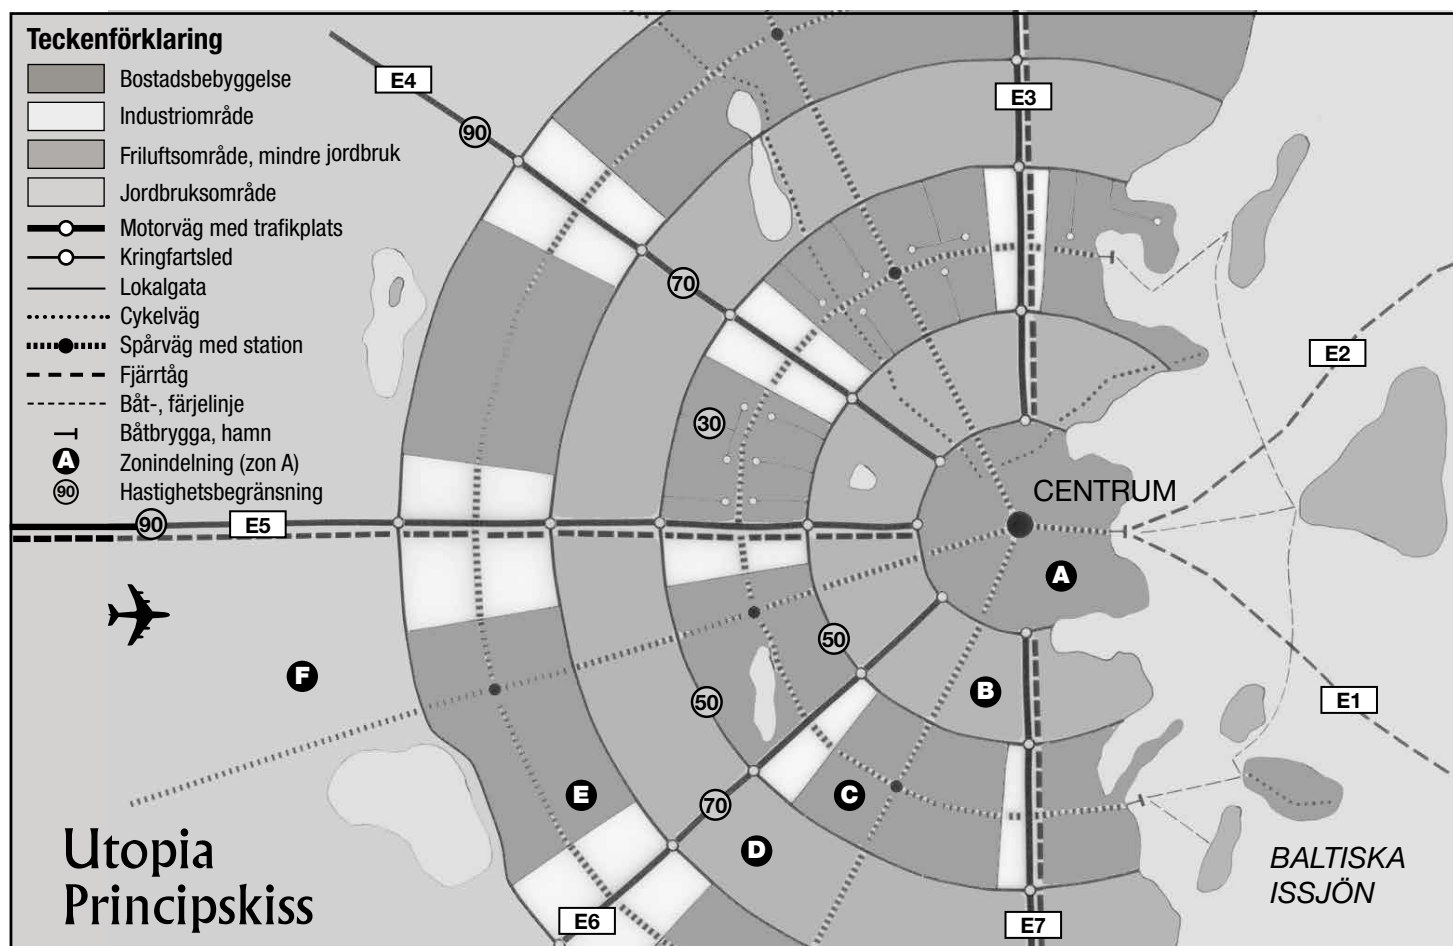 Teckenförklaring
Bostadsbebyggelse
Industriområde
Friluftsområde, mindre jordbruk
Jordbruksområde
Motorväg med trafikplats
Kringfartsled
Lokalgata
Cykelväg
Spårväg med station
Fjärrtåg
Båt-, färjelinje
Båtbrygga, hamn
A Zonindelning (zon A)
90 Hastighetsbegränsning
E4
90
E3
70
E2
30
CENTRUM
90
E5
A
50
F
B
50
E1
E
C
70
D
Utopia
Principskiss
BALTISKA
ISSJÖN
E6
E7